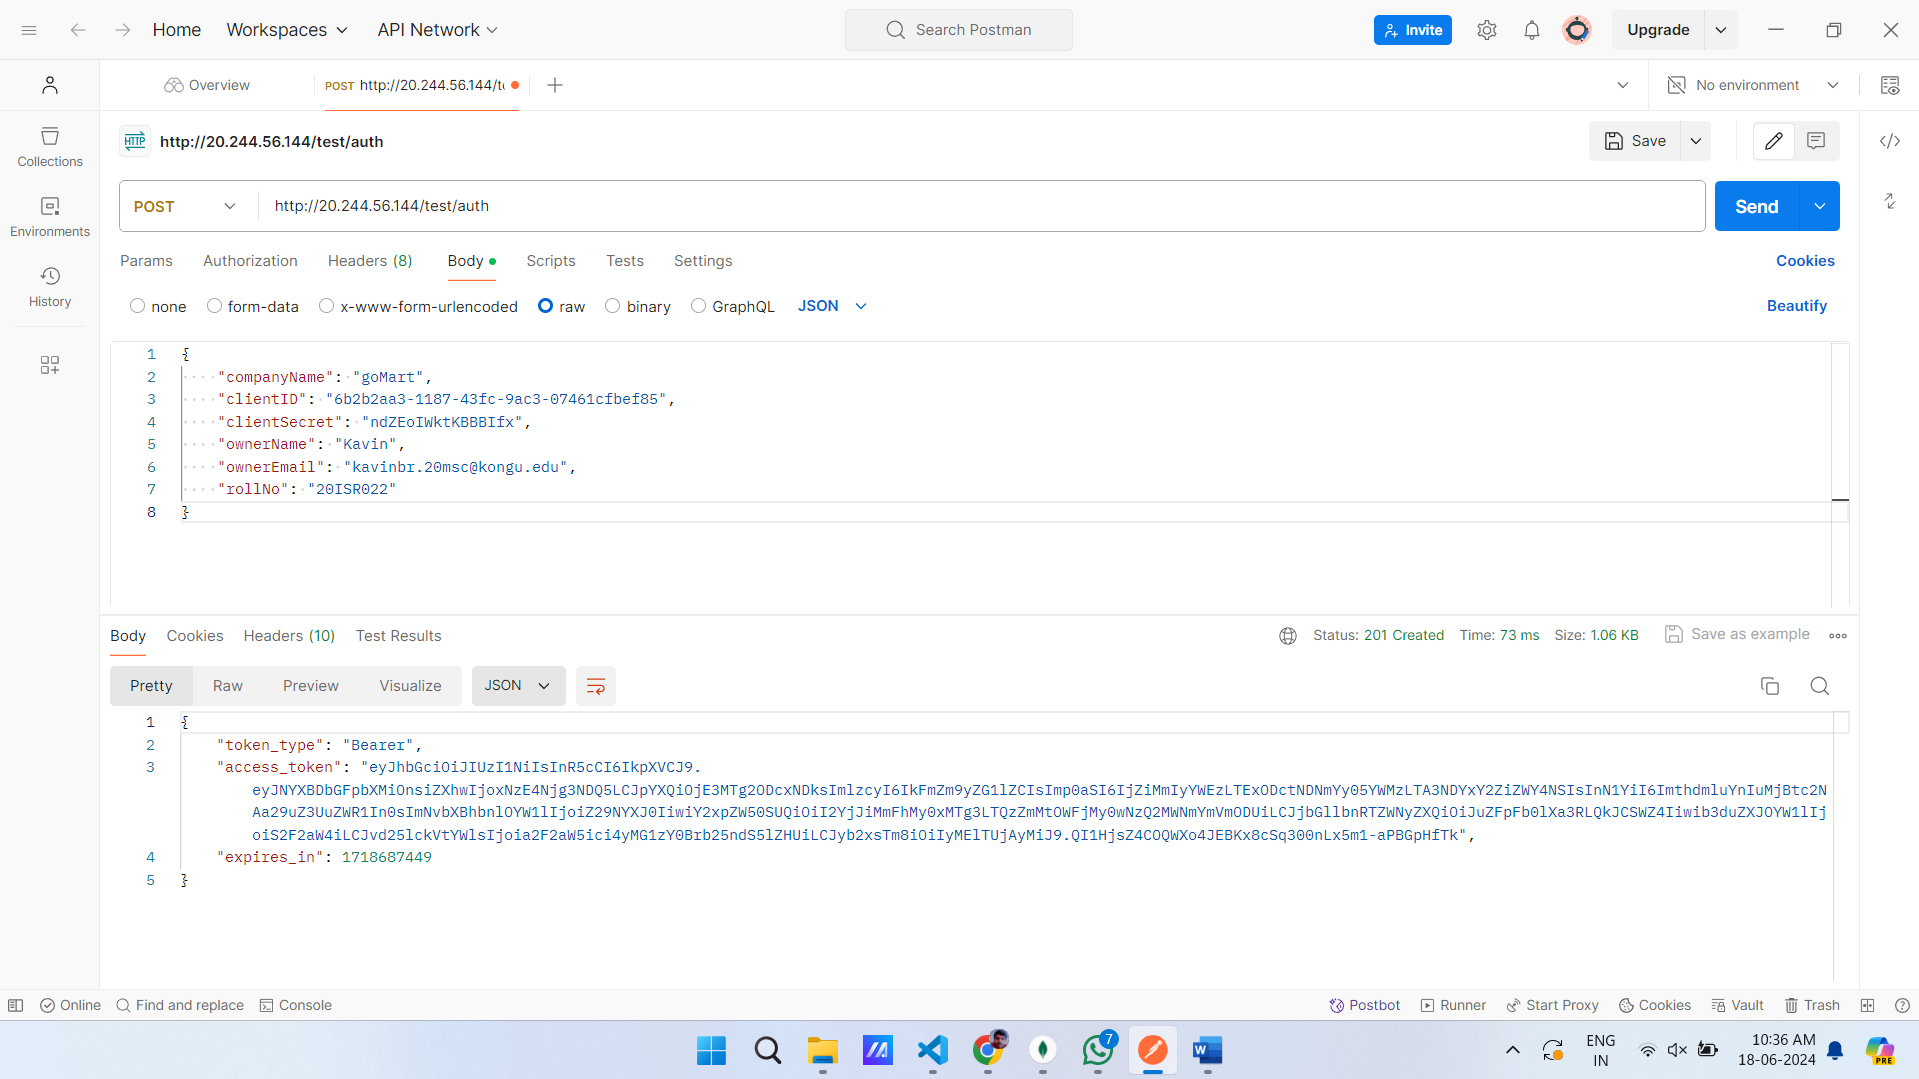 Home Workspaces API Network Search Postman Invite Upgrade
Overview POST http://20.244.56.144/t No environment
HTTP http://20.244.56.144/test/auth Save
Collections
POST http://20.244.56.144/test/auth Send
Environments
Params Authorization Headers (8) Body Scripts Tests Settings Cookies
History
none form-data x-www-form-urlencoded raw binary GraphQL JSON Beautify
1 {
2 "companyName": "goMart",
3 "clientID": "6b2b2aa3-1187-43fc-9ac3-07461cfbef85",
4 "clientSecret": "ndZEoIWktKBBBIfx",
5 "ownerName": "Kavin",
6 "ownerEmail": "kavinbr.20msc@kongu.edu",
7 "rollNo": "20ISR022"
8 }
Body Cookies Headers (10) Test Results Status: 201 Created Time: 73 ms Size: 1.06 KB Save as example
Pretty Raw Preview Visualize JSON
1 {
2 "token_type": "Bearer",
3 "access_token": "eyJhbGciOiJIUzI1NiIsInR5cCI6IkpXVCJ9.
4 "expires_in": 1718687449
5 }
Online Find and replace Console Postbot Runner Start Proxy Cookies Vault Trash
7 ENG 10:36 AM
IN 18-06-2024 PRE